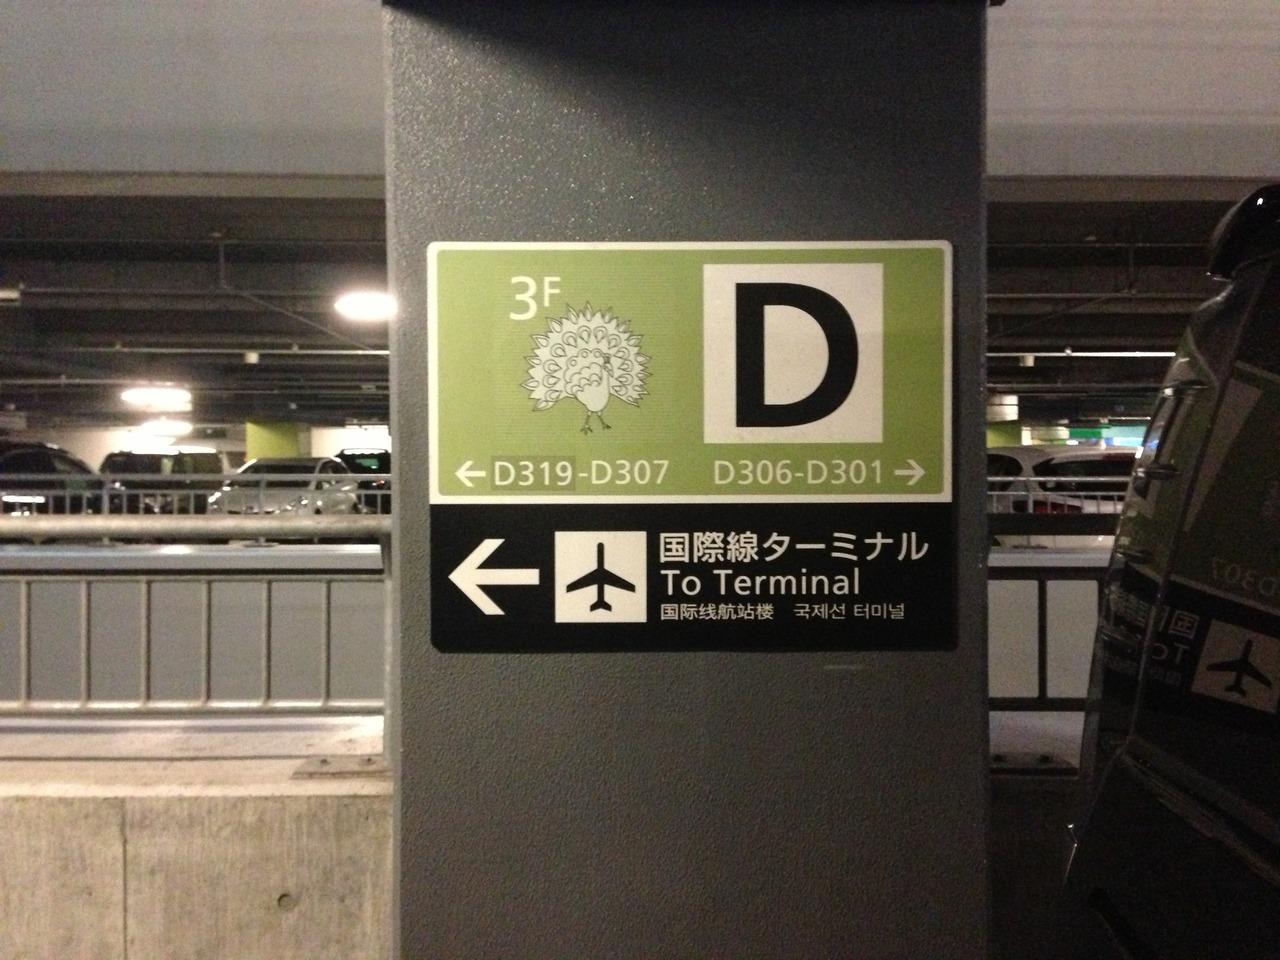 3F
D
←D319-D307 D306-D301→
国際線ターミナル
To Terminal
国际线航站楼 국제선 터미널